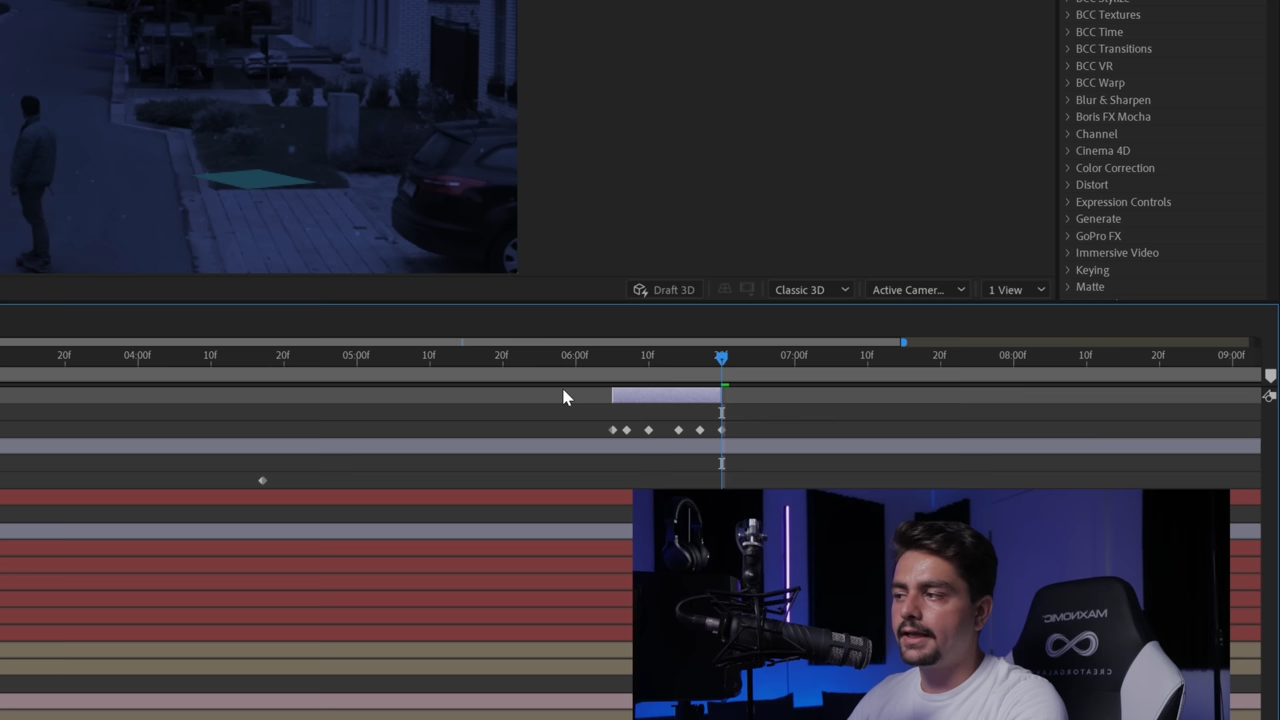 BCC Textures
BCC Time
BCC Transitions
BCC VR
BCC Warp
Blur & Sharpen
Boris FX Mocha
Channel
Cinema 4D
Color Correction
Distort
Expression Controls
Generate
GoPro FX
Immersive Video
Keying
Matte
Draft 3D
Classic 3D
Active Camer...
1 View
20f
04:00f
10f
20f
05:00f
10f
20f
06:00f
10f
07:00f
10f
20f
08:00f
10f
20f
09:00f
MAXNOMIC
CREATORGALAXY